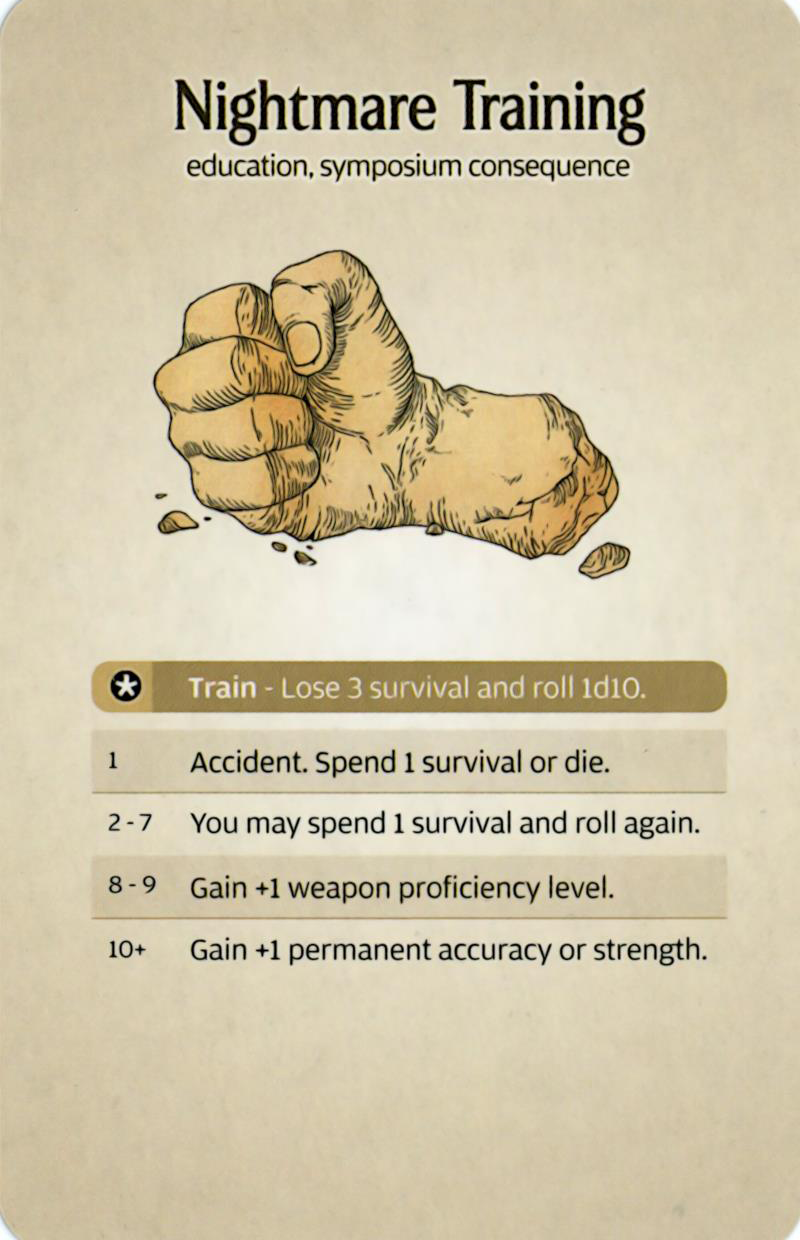 Nightmare Training
education, symposium consequence
Train - Lose 3 survival and roll 1d10.
1 Accident. Spend 1 survival or die.
2 - 7 You may spend 1 survival and roll again.
8 - 9 Gain +1 weapon proficiency level.
10+ Gain +1 permanent accuracy or strength.